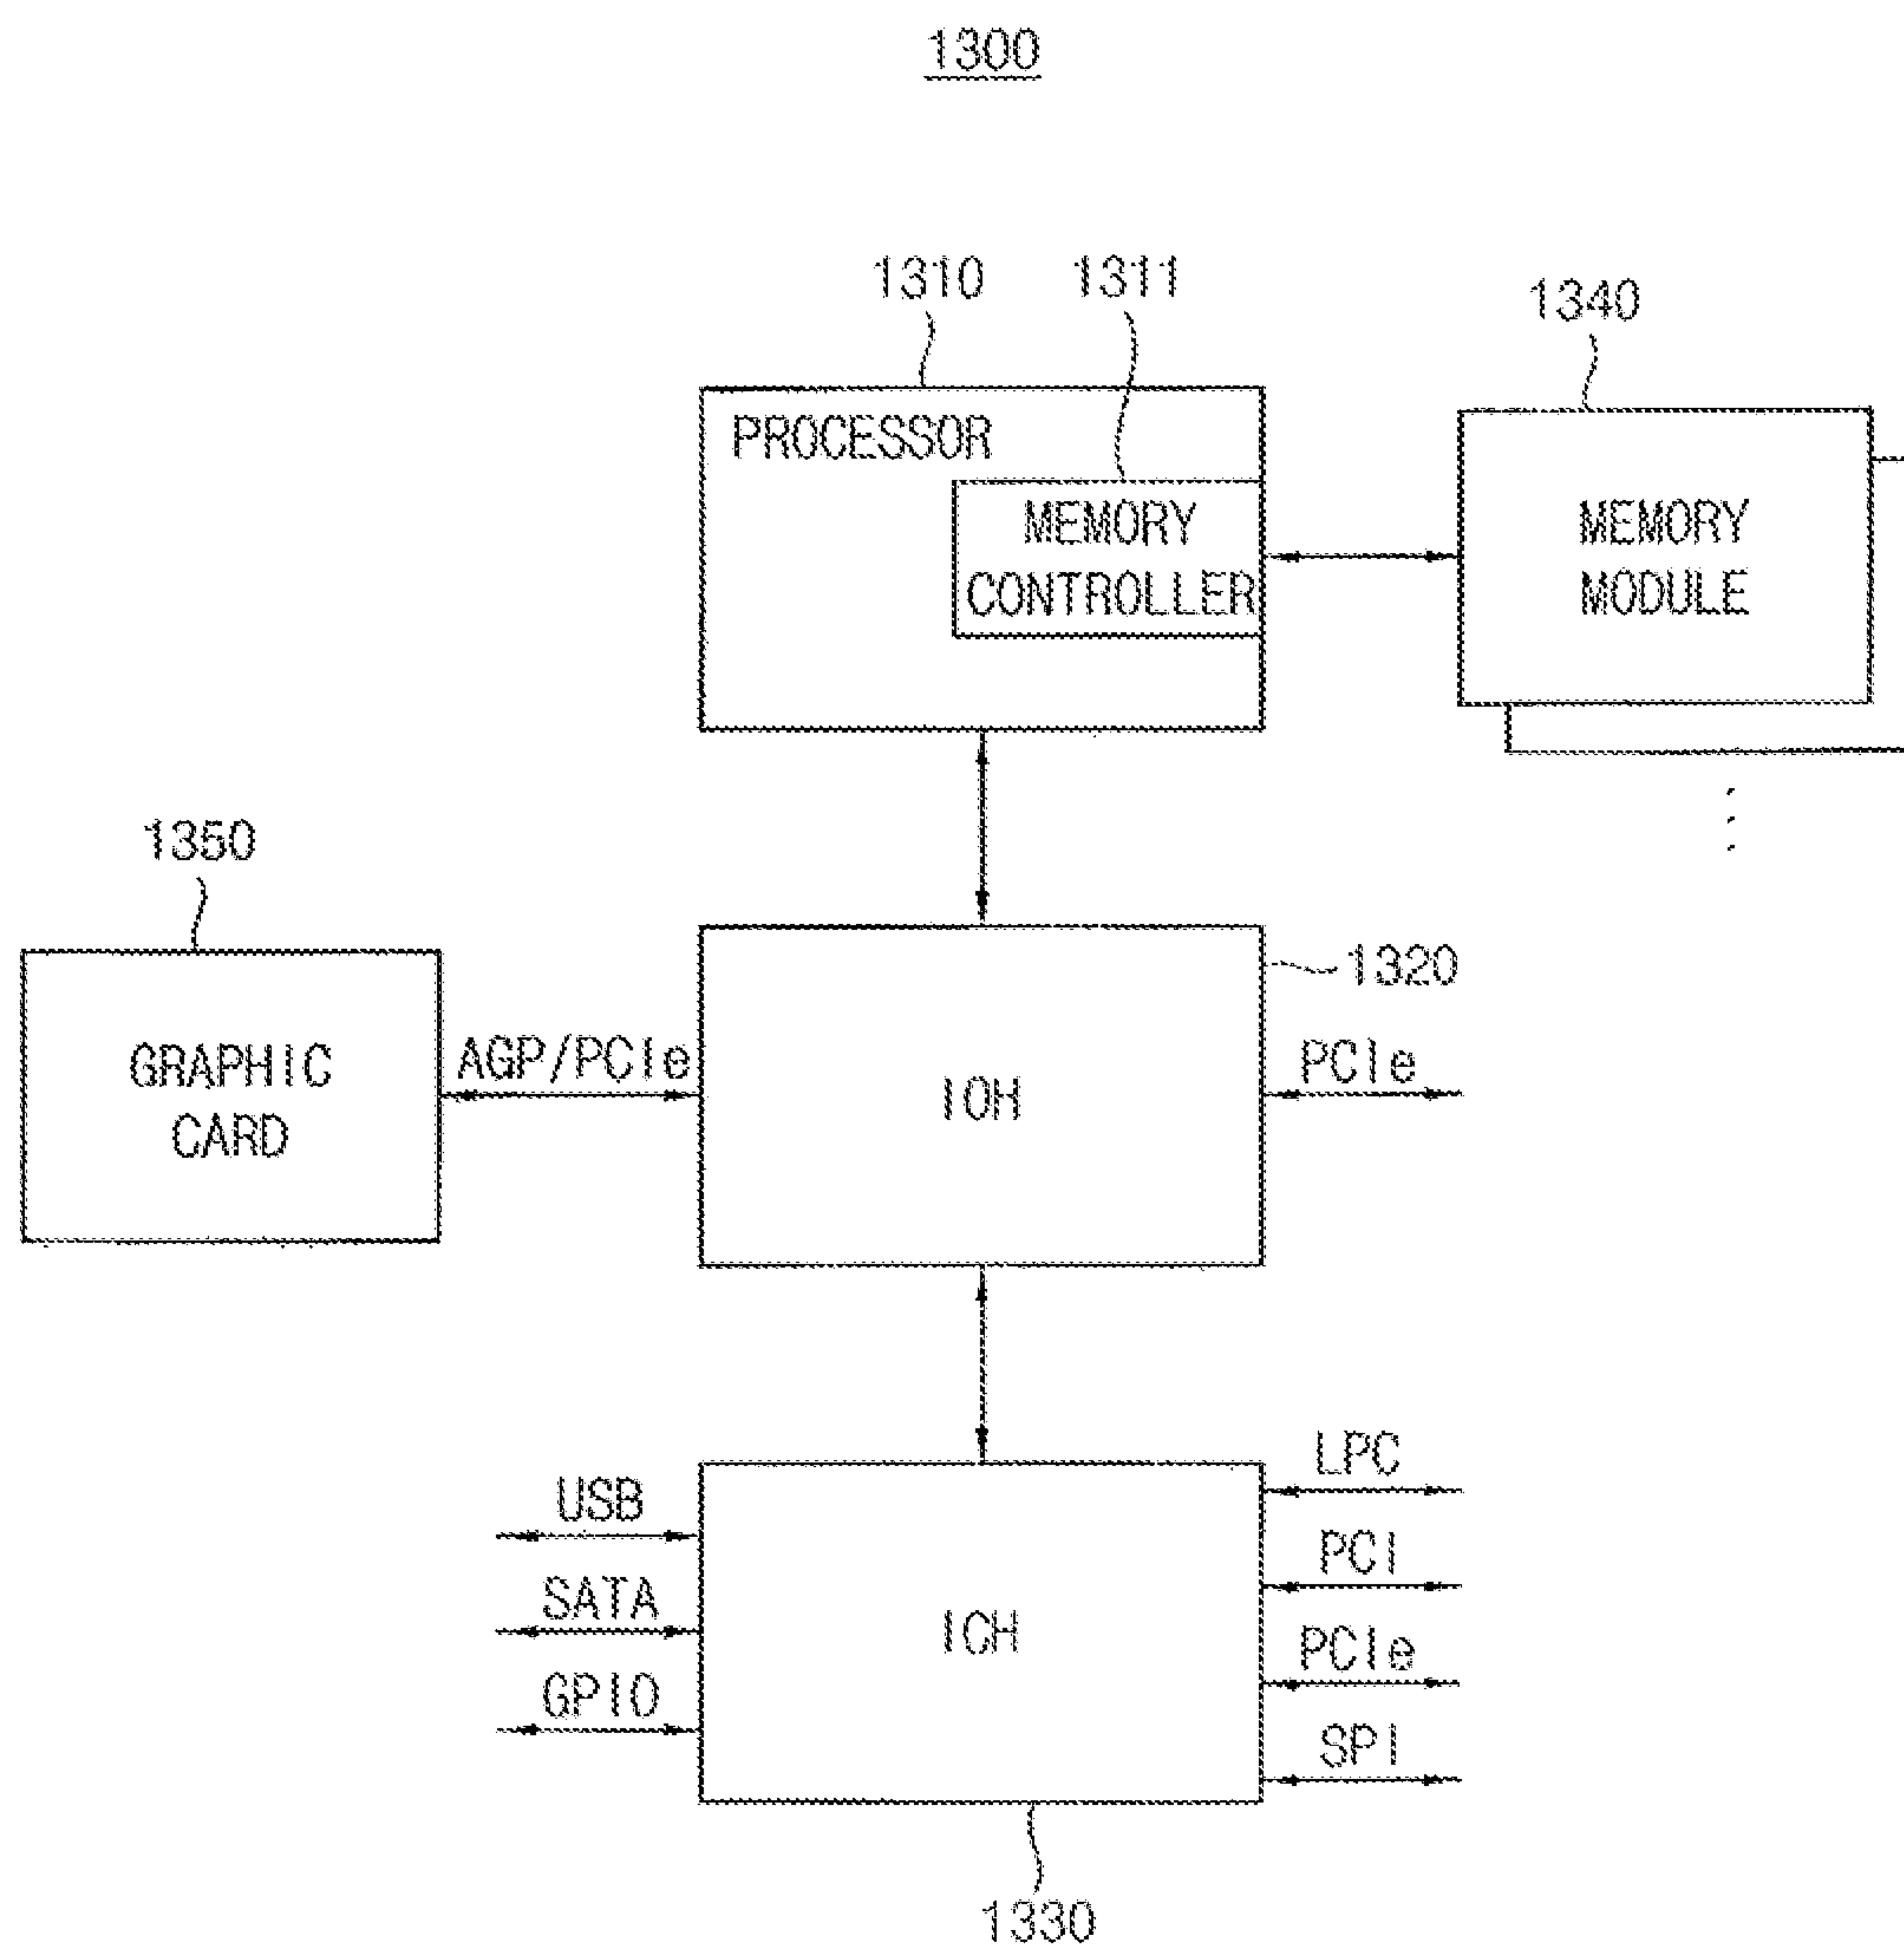 1300
1310
1311
1340
PROCESSOR
MEMORY
CONTROLLER
MEMORY
MODULE
1350
1320
GRAPHIC
CARD
AGP/PCIe
IOH
PCIe
USB
SATA
GPIO
ICH
LPC
PCI
PCIe
SPI
1330